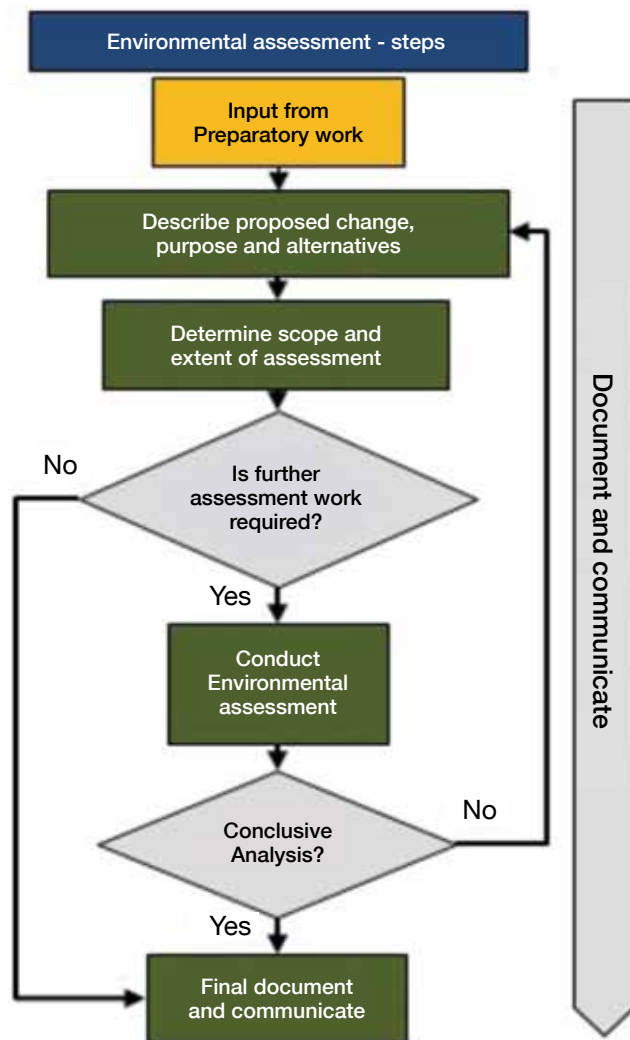 Environmental assessment - steps
Input from
Preparatory work
Describe proposed change,
purpose and alternatives
Determine scope and
extent of assessment
No
Is further
assessment work
required?
Yes
Conduct
Environmental
assessment
No
Conclusive
Analysis?
Yes
Final document
and communicate
Document and communicate